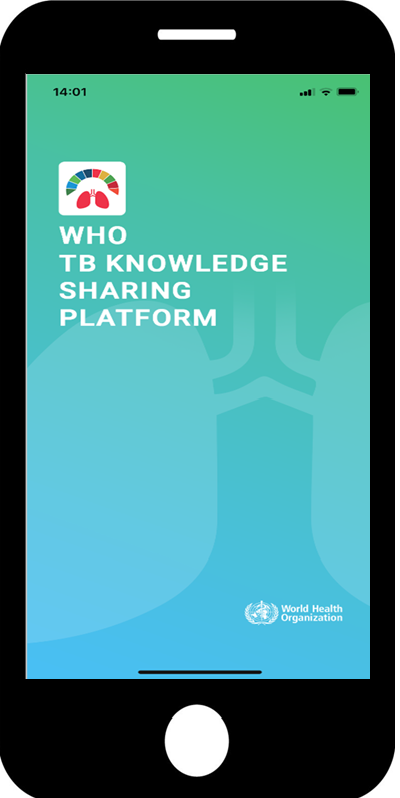 14:01
WHO
TB KNOWLEDGE
SHARING
PLATFORM
World Health
Organization